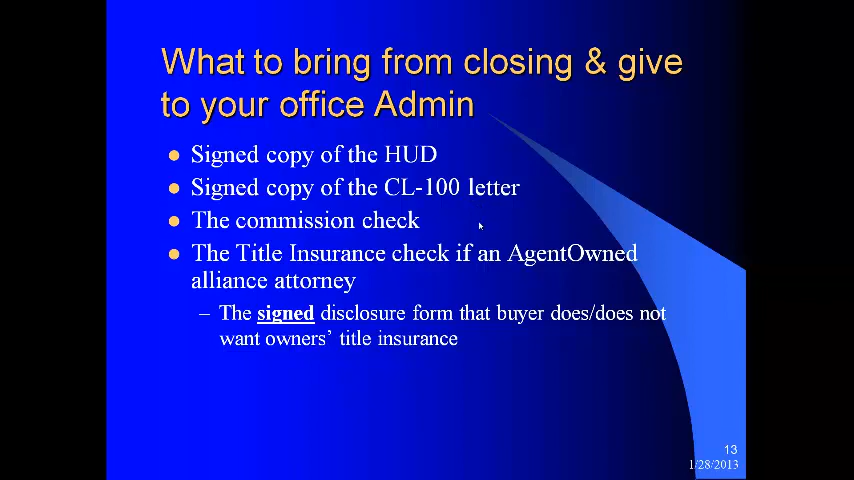 What to bring from closing & give
to your office Admin
Signed copy of the HUD
Signed copy of the CL-100 letter
The commission check
The Title Insurance check if an AgentOwned
alliance attorney
– The signed disclosure form that buyer does/does not
want owners’ title insurance
13
1/28/2013